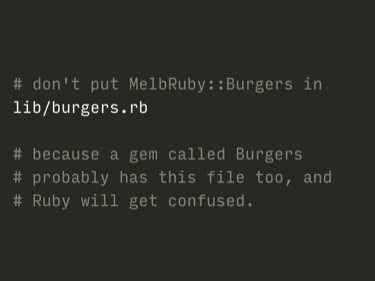 # don't put MelbRuby::Burgers in
lib/burgers.rb
# because a gem called Burgers
# probably has this file too, and
# Ruby will get confused.